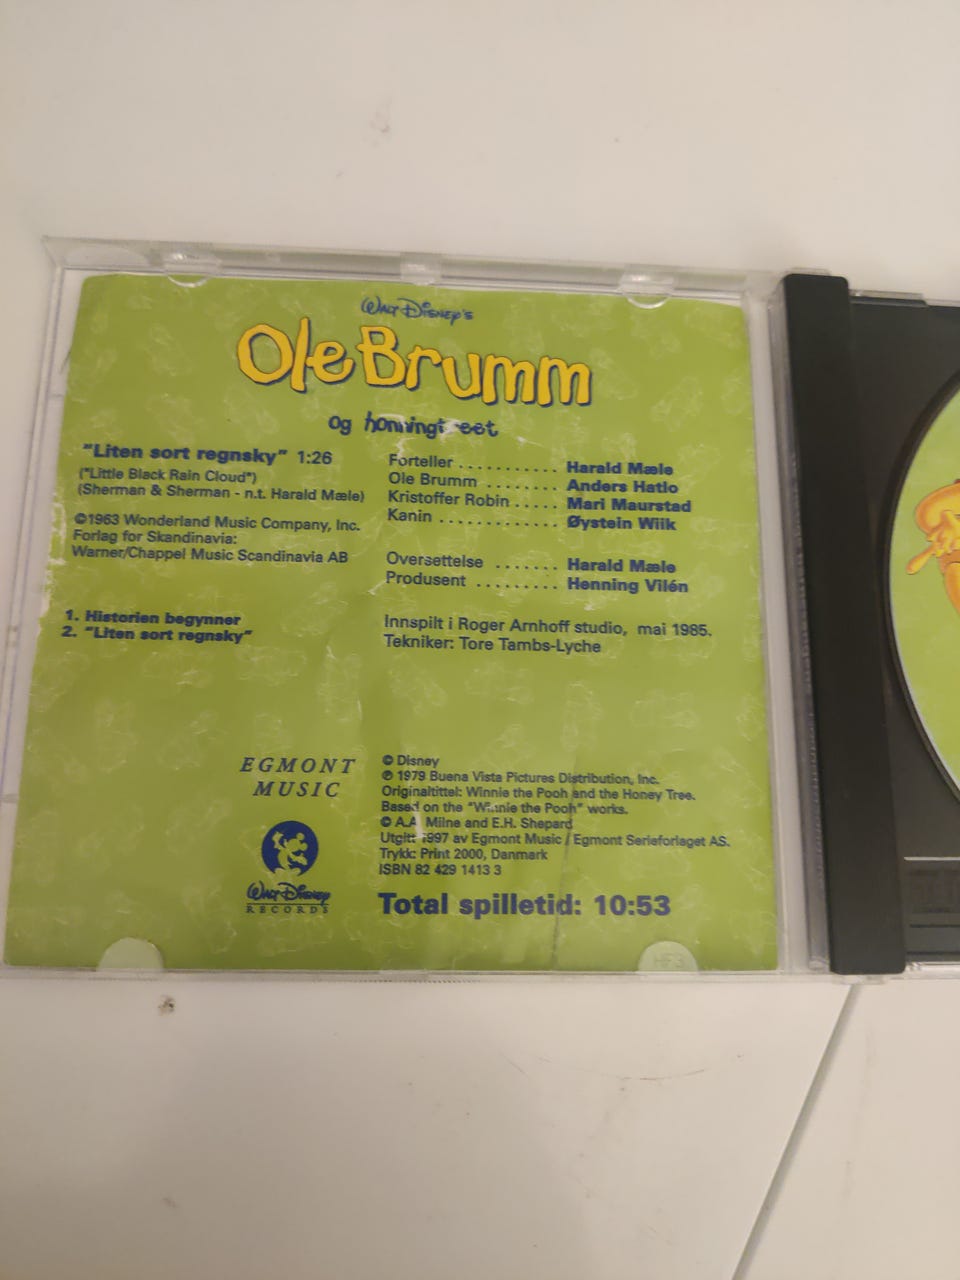 Walt Disney's
Ole Brumm
og honningtreet
"Liten sort regnsky" 1:26
("Little Black Rain Cloud")
(Sherman & Sherman - n.t. Harald Mæle)
©1963 Wonderland Music Company, Inc.
Forlag for Skandinavia:
Warner/Chappel Music Scandinavia AB
1. Historien begynner
2. "Liten sort regnsky"
Forteller .......... Harald Mæle
Ole Brumm ........ Anders Hatlo
Kristoffer Robin ..... Mari Maurstad
Kanin ............ Øystein Wiik
Oversettelse ....... Harald Mæle
Produsent ......... Henning Vilén
Innspilt i Roger Arnhoff studio, mai 1985.
Tekniker: Tore Tambs-Lyche
EGMONT
MUSIC
Walt Disney
RECORDS
© Disney
℗ 1979 Buena Vista Pictures Distribution, Inc.
Originaltittel: Winnie the Pooh and the Honey Tree.
Based on the "Winnie the Pooh" works.
© A.A. Milne and E.H. Shepard
Utgitt 1997 av Egmont Music / Egmont Serieforlaget AS.
Trykk: Print 2000, Danmark
ISBN 82 429 1413 3
Total spilletid: 10:53
HF3